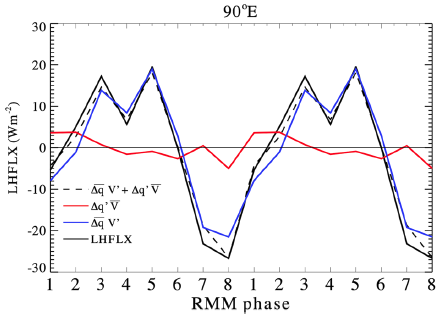 90°E
LHFLX (Wm⁻²)
30
20
10
0
-10
-20
-30
Δq̅ V' + Δq' V̅
Δq' V̅
Δq̅ V'
LHFLX
1 2 3 4 5 6 7 8 1 2 3 4 5 6 7 8
RMM phase